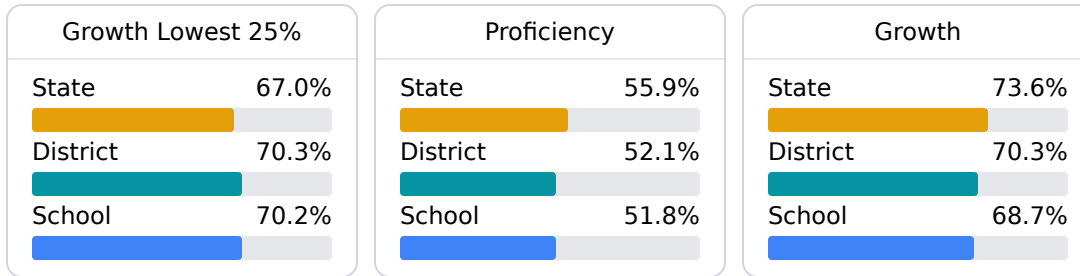 Growth Lowest 25%
State 67.0%
District 70.3%
School 70.2%
Proficiency
State 55.9%
District 52.1%
School 51.8%
Growth
State 73.6%
District 70.3%
School 68.7%